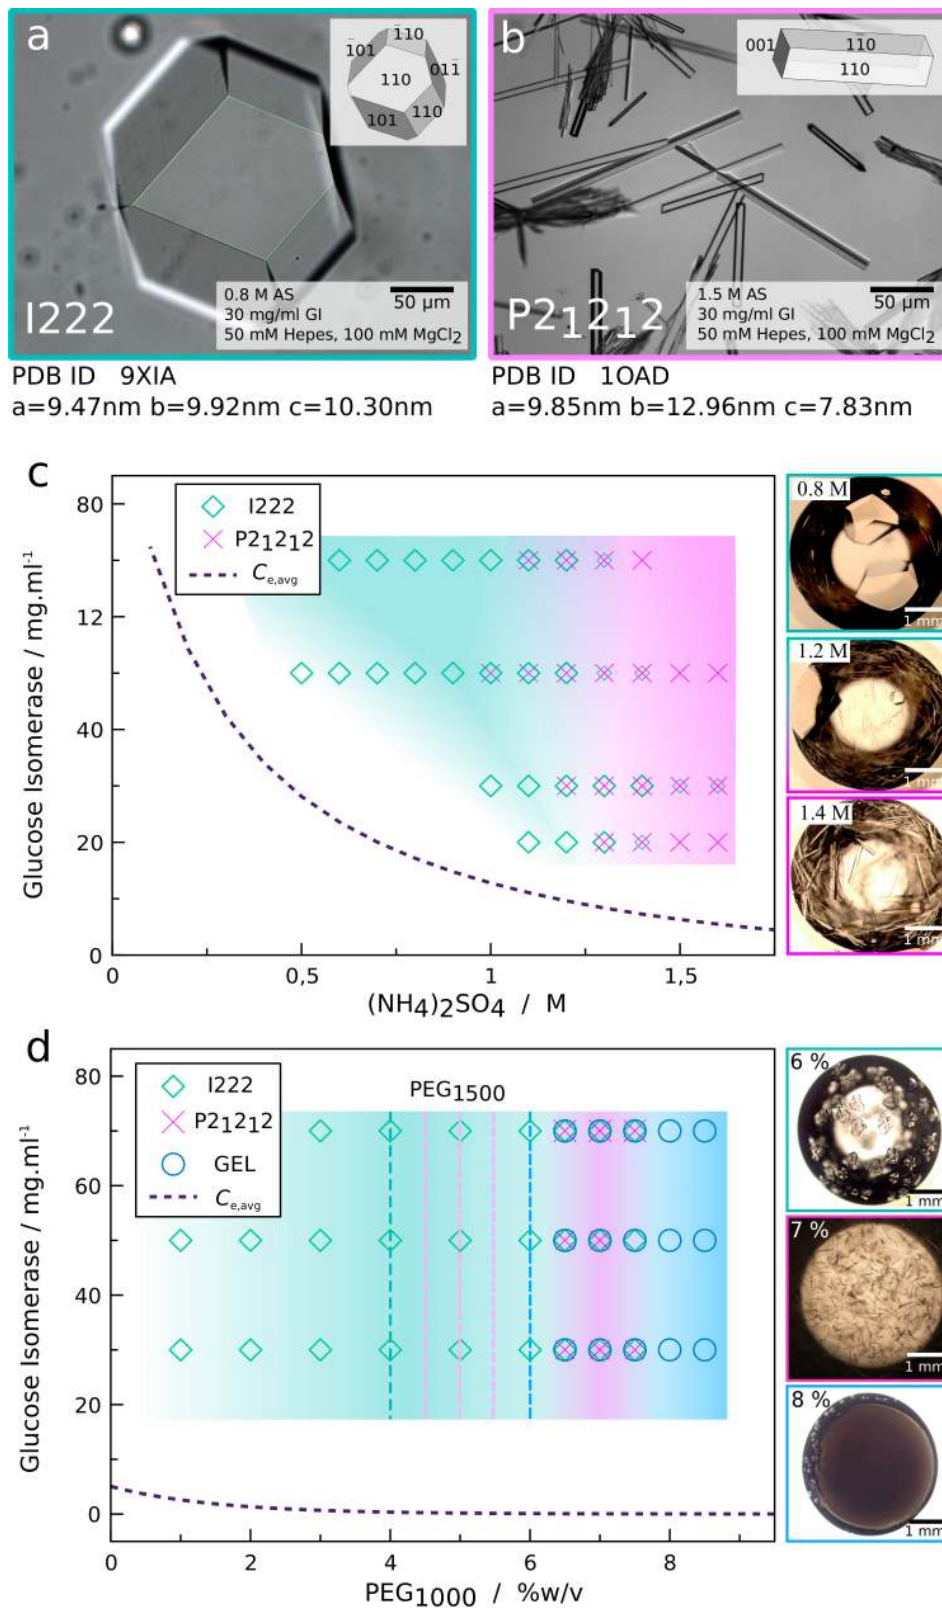 a
1̄10
1̄01
110
011̄
101
110
I222
0.8 M AS
30 mg/ml GI
50 mM Hepes, 100 mM MgCl2
50 µm
PDB ID 9XIA
a=9.47nm b=9.92nm c=10.30nm
b
001
110
110
P21212
1.5 M AS
30 mg/ml GI
50 mM Hepes, 100 mM MgCl2
50 µm
PDB ID 1OAD
a=9.85nm b=12.96nm c=7.83nm
c
I222
P21212
Ce,avg
80
12
40
20
0
Glucose Isomerase / mg.ml-1
0
0,5
1
1,5
(NH4)2SO4 / M
0.8 M
1 mm
1.2 M
1 mm
1.4 M
1 mm
d
I222
P21212
GEL
Ce,avg
PEG1500
80
60
40
20
0
Glucose Isomerase / mg.ml-1
0
2
4
6
8
PEG1000 / %w/v
6 %
1 mm
7 %
1 mm
8 %
1 mm